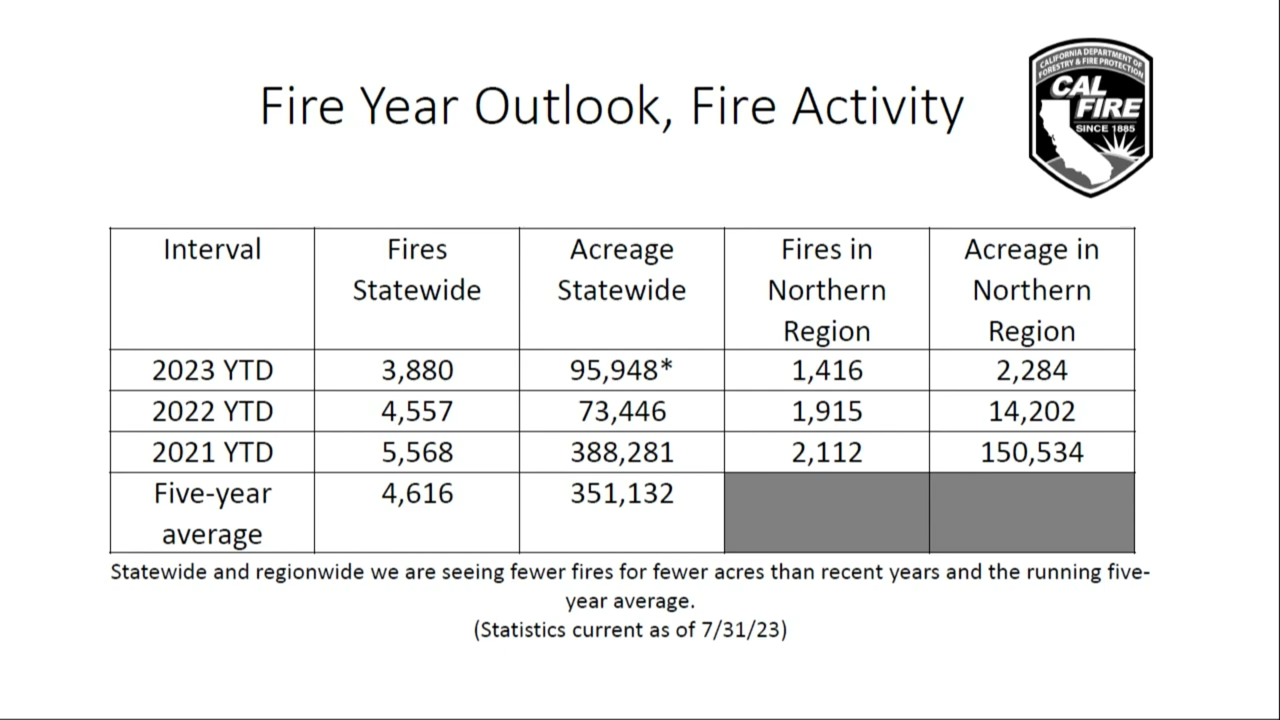 Fire Year Outlook, Fire Activity
CALIFORNIA DEPARTMENT OF
FORESTRY & FIRE PROTECTION
CAL
FIRE
SINCE 1885
Interval
Fires
Statewide
Acreage
Statewide
Fires in
Northern
Region
Acreage in
Northern
Region
2023 YTD
3,880
95,948*
1,416
2,284
2022 YTD
4,557
73,446
1,915
14,202
2021 YTD
5,568
388,281
2,112
150,534
Five-year
average
4,616
351,132
Statewide and regionwide we are seeing fewer fires for fewer acres than recent years and the running five-
year average.
(Statistics current as of 7/31/23)